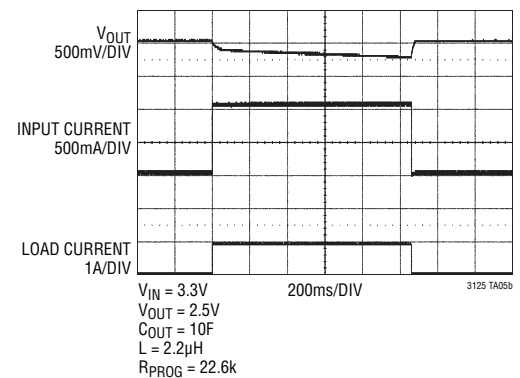 VOUT
500mV/DIV
INPUT CURRENT
500mA/DIV
LOAD CURRENT
1A/DIV
VIN = 3.3V
200ms/DIV
3125 TA05b
VOUT = 2.5V
COUT = 10F
L = 2.2µH
RPROG = 22.6k